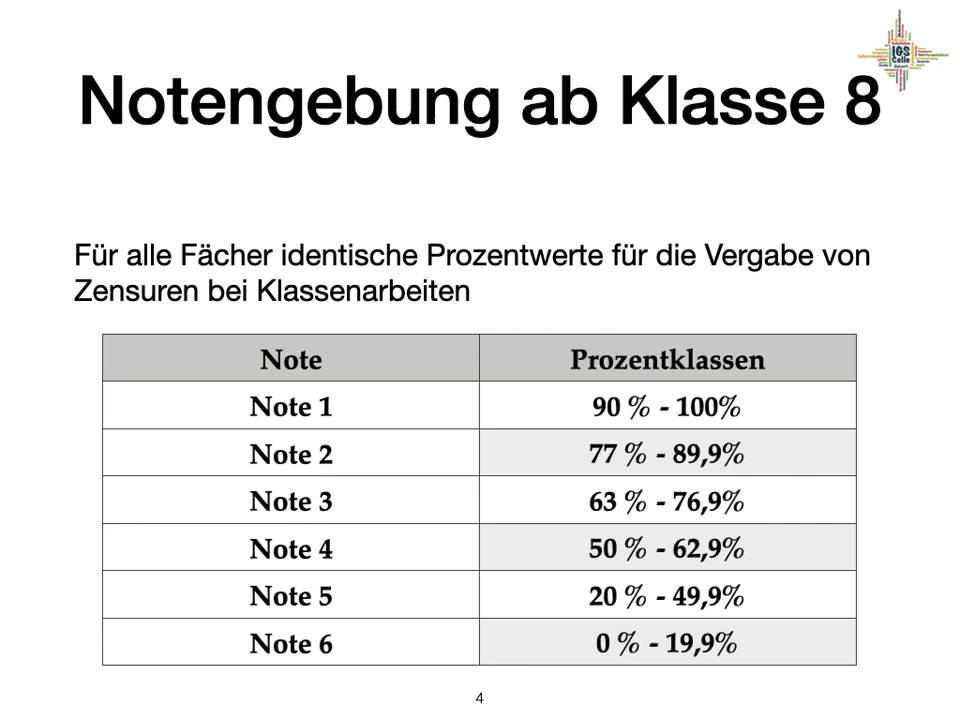 IGS
Celle
Notengebung ab Klasse 8
Für alle Fächer identische Prozentwerte für die Vergabe von
Zensuren bei Klassenarbeiten
Note Prozentklassen
Note 1 90 % - 100%
Note 2 77 % - 89,9%
Note 3 63 % - 76,9%
Note 4 50 % - 62,9%
Note 5 20 % - 49,9%
Note 6 0 % - 19,9%
4